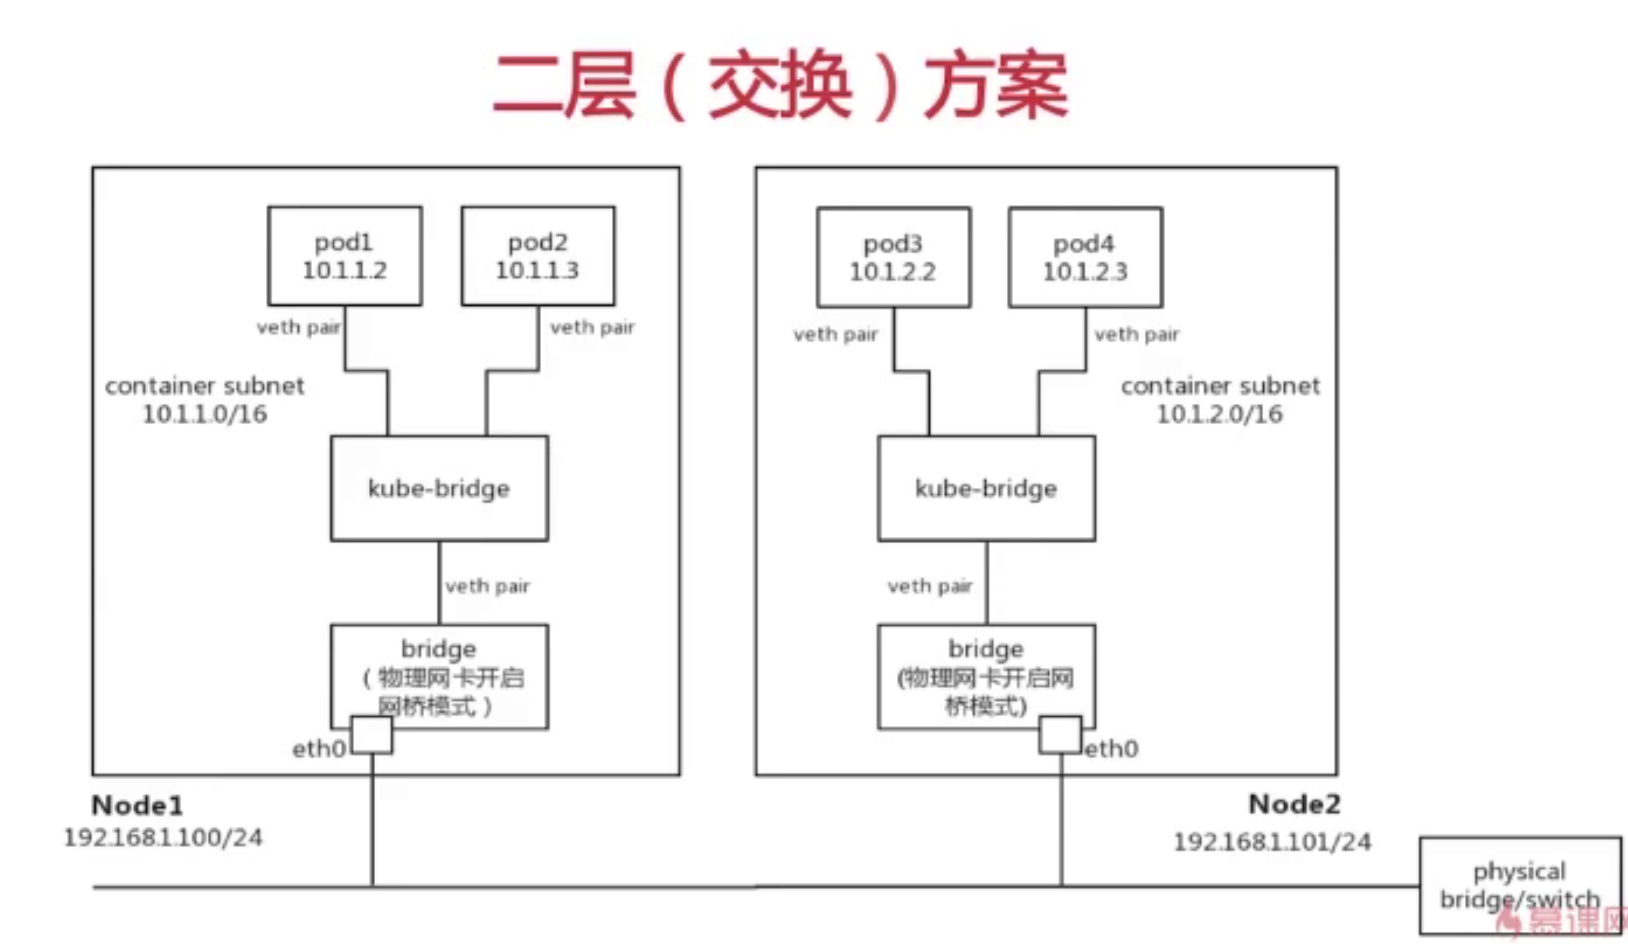 二层（交换）方案
pod1
10.1.1.2
pod2
10.1.1.3
veth pair
veth pair
container subnet
10.1.1.0/16
kube-bridge
veth pair
bridge
（物理网卡开启
网桥模式）
eth0
Node1
192.168.1.100/24
pod3
10.1.2.2
pod4
10.1.2.3
veth pair
veth pair
container subnet
10.1.2.0/16
kube-bridge
veth pair
bridge
(物理网卡开启网
桥模式)
eth0
Node2
192.168.1.101/24
physical
bridge/switch
慕课网